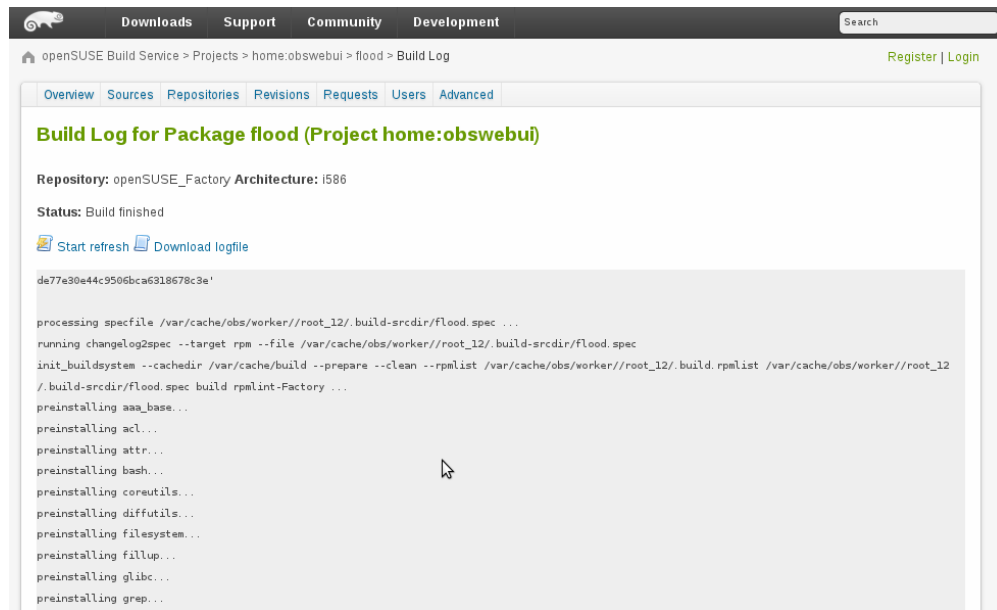 Downloads Support Community Development Search
openSUSE Build Service > Projects > home:obswebui > flood > Build Log Register | Login
Overview Sources Repositories Revisions Requests Users Advanced
Build Log for Package flood (Project home:obswebui)
Repository: openSUSE_Factory Architecture: i586
Status: Build finished
Start refresh Download logfile
de77e30e44c9506bca6318678c3e'
processing specfile /var/cache/obs/worker//root_12/.build-srcdir/flood.spec ...
running changelog2spec --target rpm --file /var/cache/obs/worker//root_12/.build-srcdir/flood.spec
init_buildsystem --cachedir /var/cache/build --prepare --clean --rpmlist /var/cache/obs/worker//root_12/.build.rpmlist /var/cache/obs/worker//root_12
/.build-srcdir/flood.spec build rpmlint-Factory ...
preinstalling aaa_base...
preinstalling acl...
preinstalling attr...
preinstalling bash...
preinstalling coreutils...
preinstalling diffutils...
preinstalling filesystem...
preinstalling fillup...
preinstalling glibc...
preinstalling grep...